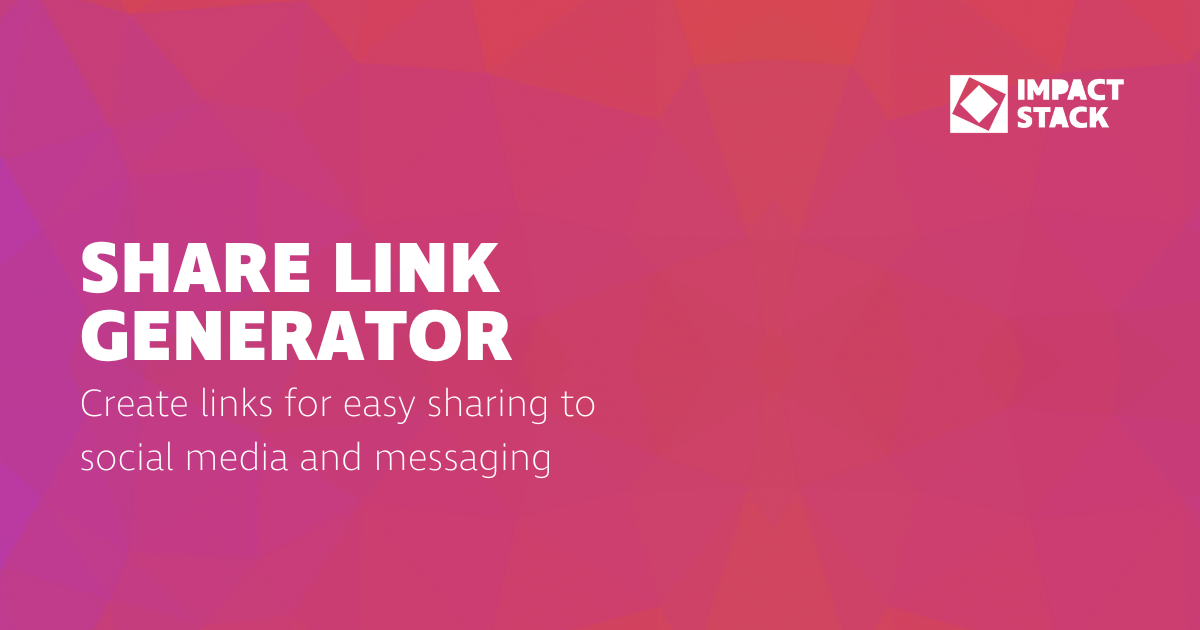 IMPACT
STACK
SHARE LINK
GENERATOR
Create links for easy sharing to
social media and messaging